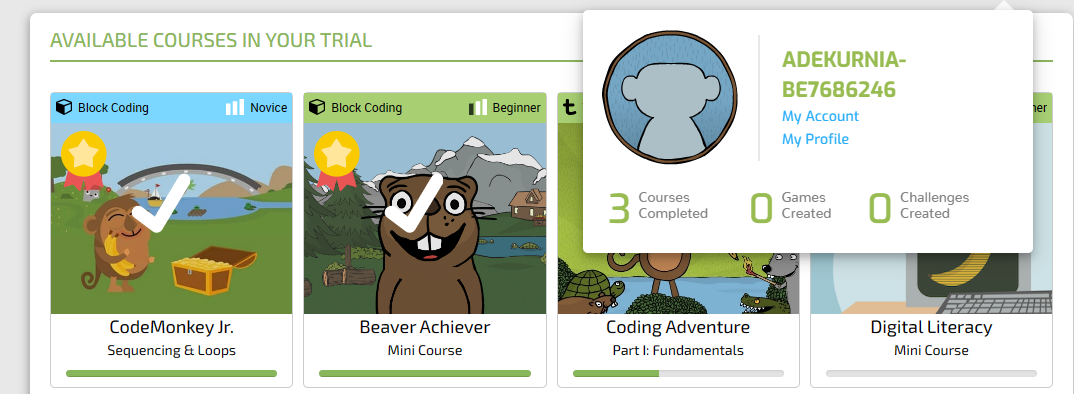 AVAILABLE COURSES IN YOUR TRIAL
ADEKURNIA-
BE7686246
My Account
My Profile
3 Courses Completed
0 Games Created
0 Challenges Created
Block Coding Novice
Block Coding Beginner
CodeMonkey Jr.
Sequencing & Loops
Beaver Achiever
Mini Course
Coding Adventure
Part I: Fundamentals
Digital Literacy
Mini Course